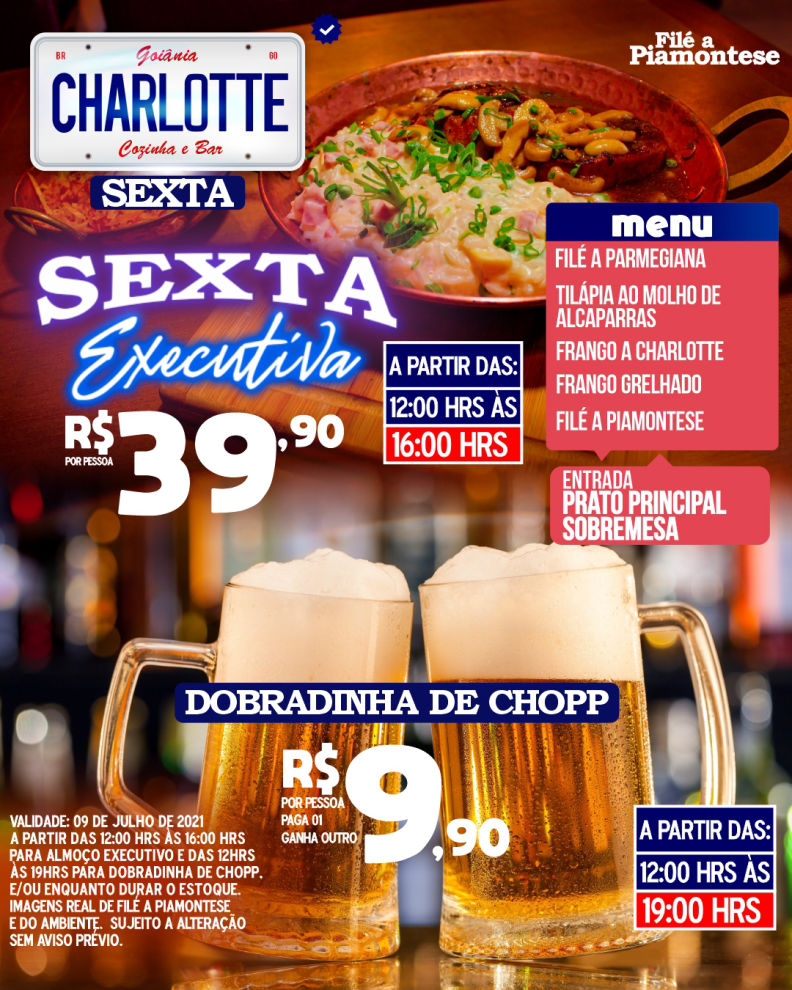 BR
Goiânia
GO
CHARLOTTE
Cozinha e Bar
SEXTA
Filé a
Piamontese
SEXTA
Executiva
R$ 39,90
POR PESSOA
A PARTIR DAS:
12:00 HRS ÀS
16:00 HRS
menu
FILÉ A PARMEGIANA
TILÁPIA AO MOLHO DE
ALCAPARRAS
FRANGO A CHARLOTTE
FRANGO GRELHADO
FILÉ A PIAMONTESE
ENTRADA
PRATO PRINCIPAL
SOBREMESA
DOBRADINHA DE CHOPP
R$ 9,90
POR PESSOA
PAGA 01
GANHA OUTRO
VALIDADE: 09 DE JULHO DE 2021
A PARTIR DAS 12:00 HRS ÀS 16:00 HRS
PARA ALMOÇO EXECUTIVO E DAS 12HRS
ÀS 19HRS PARA DOBRADINHA DE CHOPP,
E/OU ENQUANTO DURAR O ESTOQUE.
IMAGENS REAL DE FILÉ A PIAMONTESE
E DO AMBIENTE. SUJEITO A ALTERAÇÃO
SEM AVISO PRÉVIO.
A PARTIR DAS:
12:00 HRS ÀS
19:00 HRS